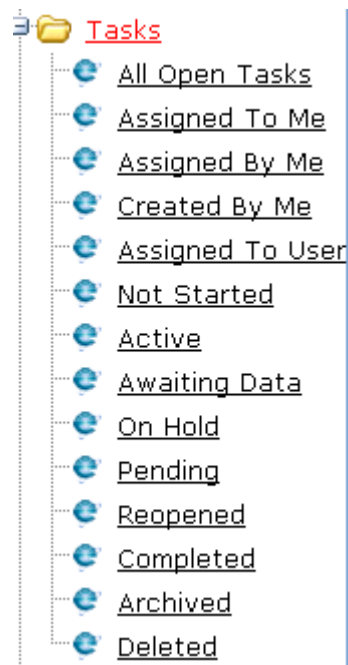 Tasks
All Open Tasks
Assigned To Me
Assigned By Me
Created By Me
Assigned To User
Not Started
Active
Awaiting Data
On Hold
Pending
Reopened
Completed
Archived
Deleted